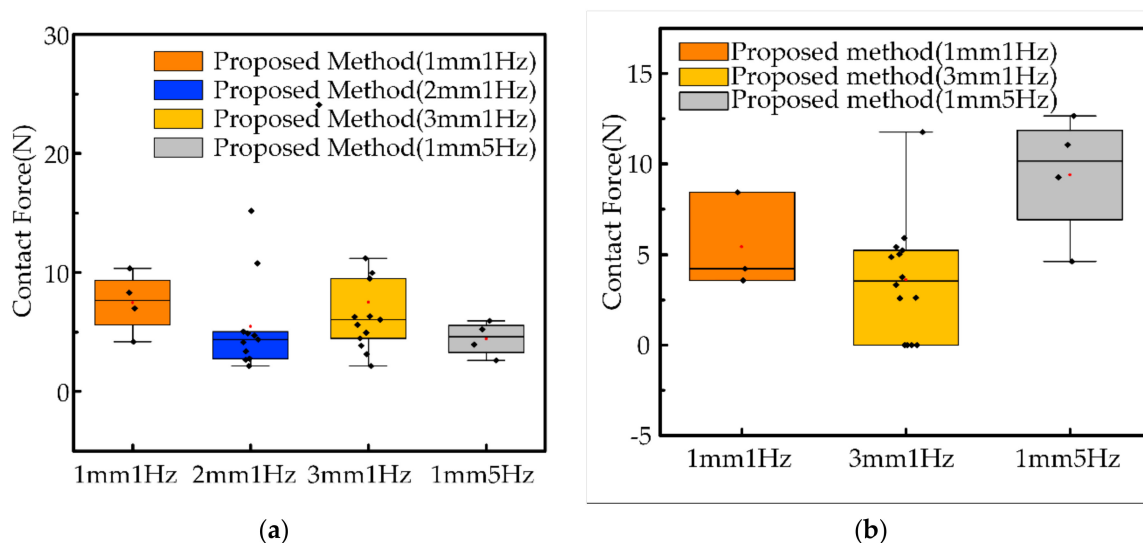 30
20
10
0
Contact Force(N)
Proposed Method(1mm1Hz)
Proposed Method(2mm1Hz)
Proposed Method(3mm1Hz)
Proposed Method(1mm5Hz)
1mm1Hz 2mm1Hz 3mm1Hz 1mm5Hz
(a)
15
10
5
0
-5
Contact Force(N)
Proposed method(1mm1Hz)
Proposed method(3mm1Hz)
Proposed method(1mm5Hz)
1mm1Hz 3mm1Hz 1mm5Hz
(b)